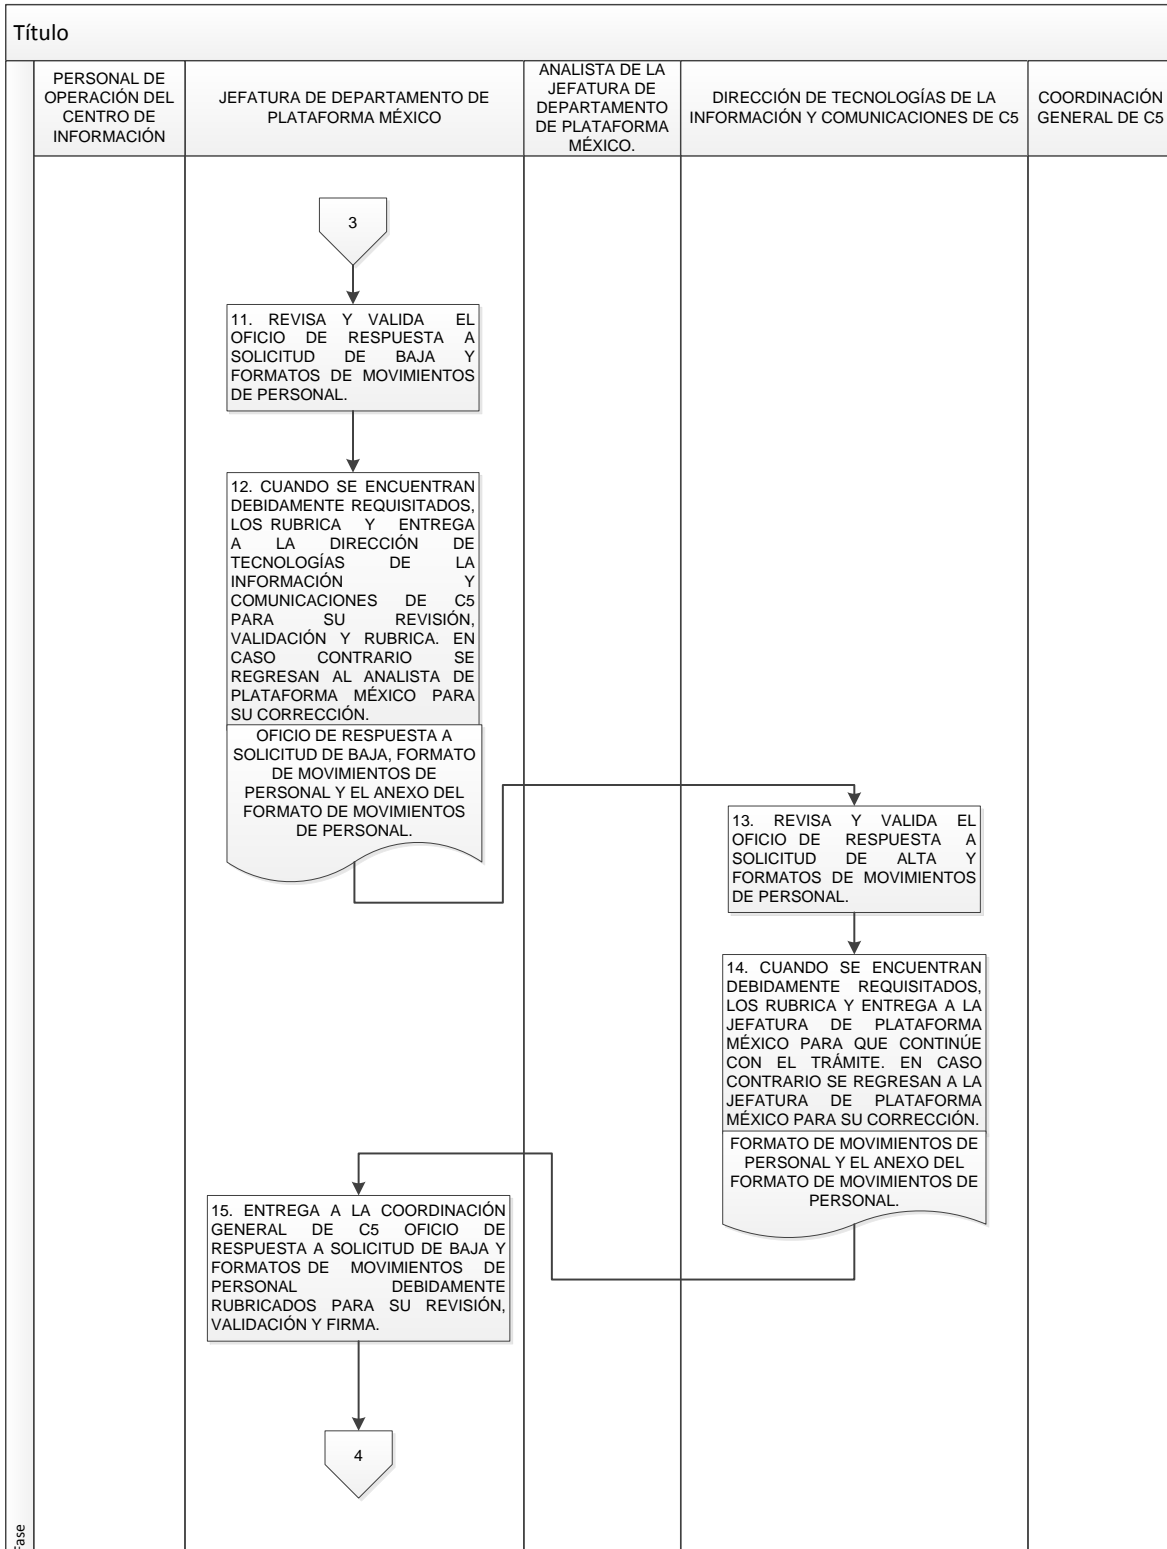 Título
PERSONAL DE
OPERACIÓN DEL
CENTRO DE
INFORMACIÓN
JEFATURA DE DEPARTAMENTO DE
PLATAFORMA MÉXICO
ANALISTA DE LA
JEFATURA DE
DEPARTAMENTO
DE PLATAFORMA
MÉXICO.
DIRECCIÓN DE TECNOLOGÍAS DE LA
INFORMACIÓN Y COMUNICACIONES DE C5
COORDINACIÓN
GENERAL DE C5
3
11. REVISA Y VALIDA EL
OFICIO DE RESPUESTA A
SOLICITUD DE BAJA Y
FORMATOS DE MOVIMIENTOS
DE PERSONAL.
12. CUANDO SE ENCUENTRAN
DEBIDAMENTE REQUISITADOS,
LOS RUBRICA Y ENTREGA
A LA DIRECCIÓN DE
TECNOLOGÍAS DE LA
INFORMACIÓN Y
COMUNICACIONES DE C5
PARA SU REVISIÓN,
VALIDACIÓN Y RUBRICA. EN
CASO CONTRARIO SE
REGRESAN AL ANALISTA DE
PLATAFORMA MÉXICO PARA
SU CORRECCIÓN.
OFICIO DE RESPUESTA A
SOLICITUD DE BAJA, FORMATO
DE MOVIMIENTOS DE
PERSONAL Y EL ANEXO DEL
FORMATO DE MOVIMIENTOS
DE PERSONAL.
13. REVISA Y VALIDA EL
OFICIO DE RESPUESTA A
SOLICITUD DE ALTA Y
FORMATOS DE MOVIMIENTOS
DE PERSONAL.
14. CUANDO SE ENCUENTRAN
DEBIDAMENTE REQUISITADOS,
LOS RUBRICA Y ENTREGA A LA
JEFATURA DE PLATAFORMA
MÉXICO PARA QUE CONTINÚE
CON EL TRÁMITE. EN CASO
CONTRARIO SE REGRESAN A LA
JEFATURA DE PLATAFORMA
MÉXICO PARA SU CORRECCIÓN.
FORMATO DE MOVIMIENTOS DE
PERSONAL Y EL ANEXO DEL
FORMATO DE MOVIMIENTOS DE
PERSONAL.
15. ENTREGA A LA COORDINACIÓN
GENERAL DE C5 OFICIO DE
RESPUESTA A SOLICITUD DE BAJA Y
FORMATOS DE MOVIMIENTOS DE
PERSONAL DEBIDAMENTE
RUBRICADOS PARA SU REVISIÓN,
VALIDACIÓN Y FIRMA.
4
Fase